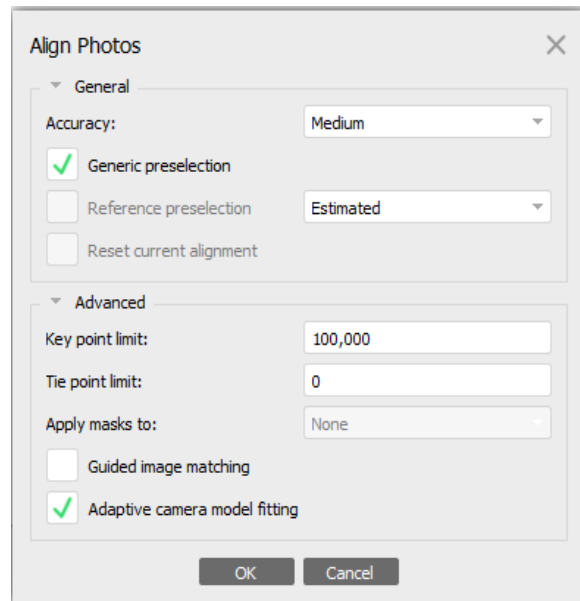 Align Photos
General
Accuracy: Medium
Generic preselection
Reference preselection Estimated
Reset current alignment
Advanced
Key point limit: 100,000
Tie point limit: 0
Apply masks to: None
Guided image matching
Adaptive camera model fitting
OK Cancel